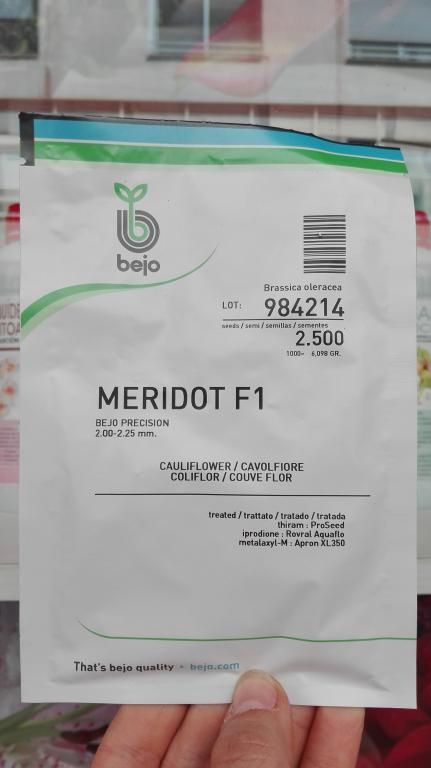 bejo
Brassica oleracea
LOT: 984214
seeds / semi / semillas / sementes
2.500
1000= 6,098 GR.
MERIDOT F1
BEJO PRECISION
2.00-2.25 mm.
CAULIFLOWER / CAVOLFIORE
COLIFLOR / COUVE FLOR
treated / trattato / tratado / tratada
thiram : ProSeed
iprodione : Rovral Aquaflo
metalaxyl-M : Apron XL350
That's bejo quality - bejo.com